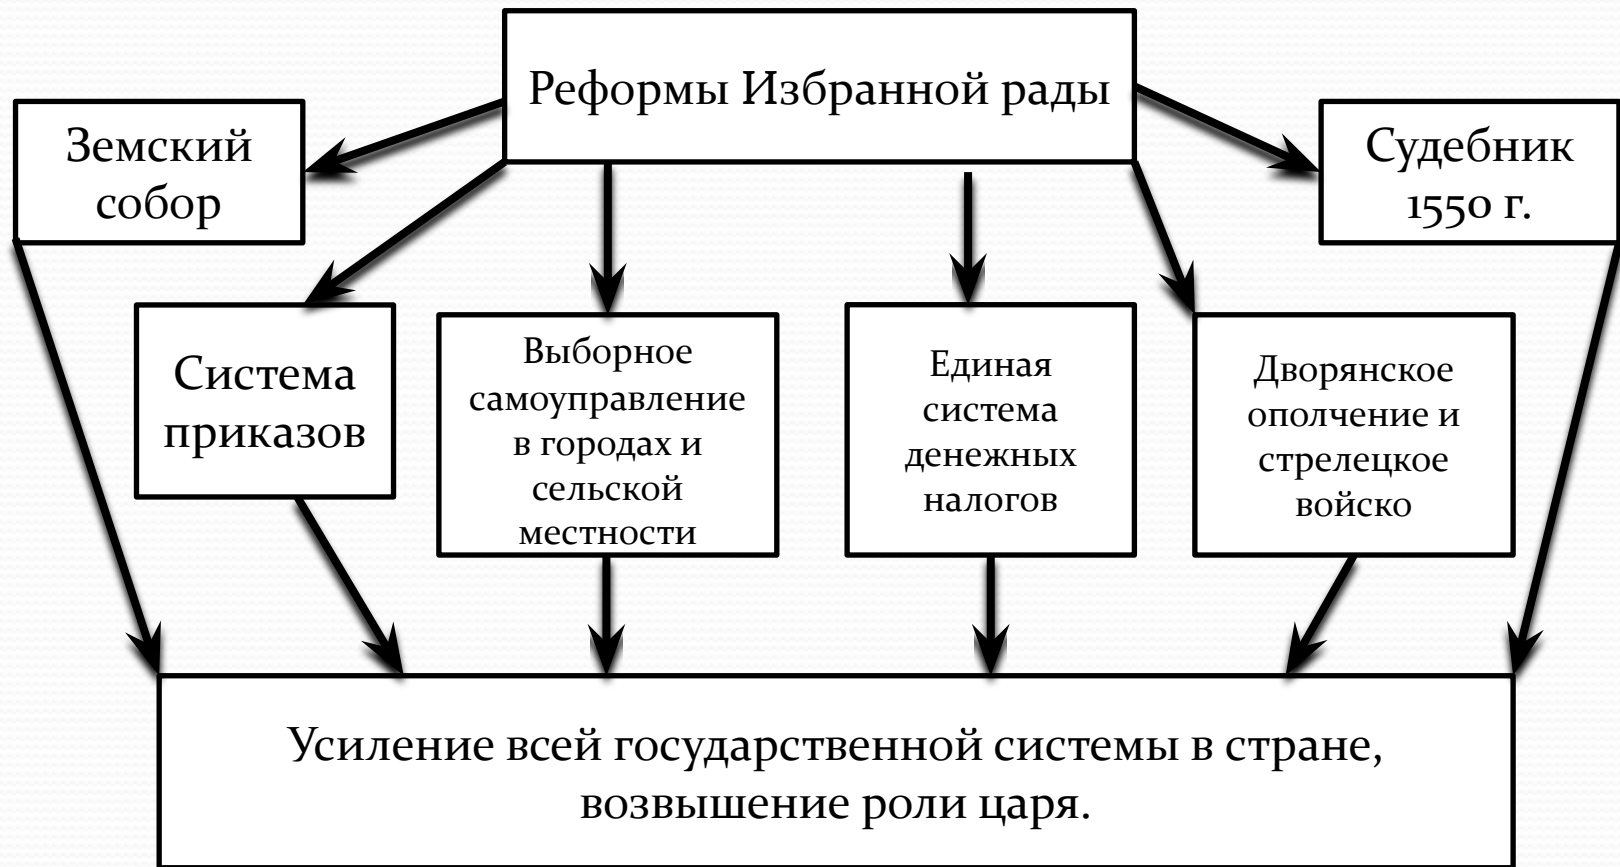 Реформы Избранной рады
Земский
собор
Судебник
1550 г.
Система
приказов
Выборное
самоуправление
в городах и
сельской
местности
Единая
система
денежных
налогов
Дворянское
ополчение и
стрелецкое
войско
Усиление всей государственной системы в стране,
возвышение роли царя.